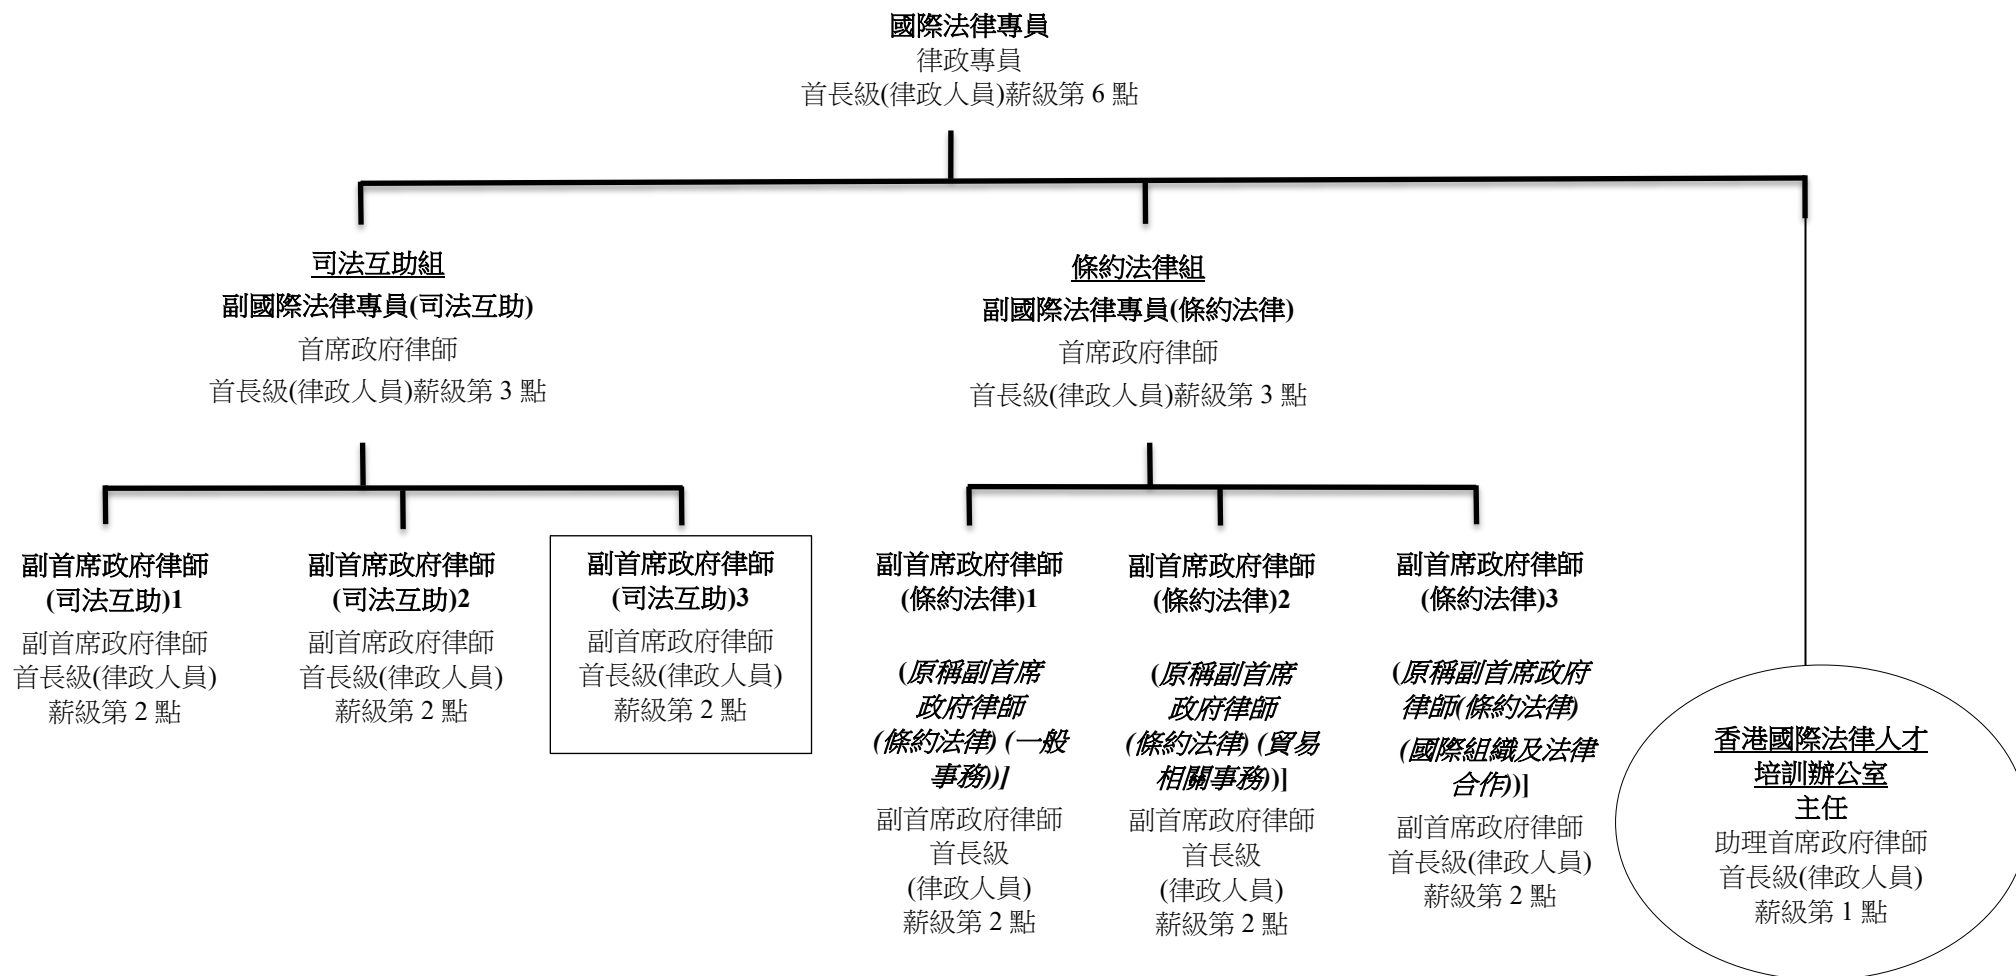 國際法律專員
律政專員
首長級(律政人員)薪級第 6 點
司法互助組
副國際法律專員(司法互助)
首席政府律師
首長級(律政人員)薪級第 3 點
條約法律組
副國際法律專員(條約法律)
首席政府律師
首長級(律政人員)薪級第 3 點
副首席政府律師
(司法互助)1
副首席政府律師
首長級(律政人員)
薪級第 2 點
副首席政府律師
(司法互助)2
副首席政府律師
首長級(律政人員)
薪級第 2 點
副首席政府律師
(司法互助)3
副首席政府律師
首長級(律政人員)
薪級第 2 點
副首席政府律師
(條約法律)1
(原稱副首席
政府律師
(條約法律) (一般
事務))]
副首席政府律師
首長級
(律政人員)
薪級第 2 點
副首席政府律師
(條約法律)2
(原稱副首席
政府律師
(條約法律) (貿易
相關事務))]
副首席政府律師
首長級
(律政人員)
薪級第 2 點
副首席政府律師
(條約法律)3
(原稱副首席政府
律師(條約法律)
(國際組織及法律
合作))]
副首席政府律師
首長級(律政人員)
薪級第 2 點
香港國際法律人才
培訓辦公室
主任
助理首席政府律師
首長級(律政人員)
薪級第 1 點